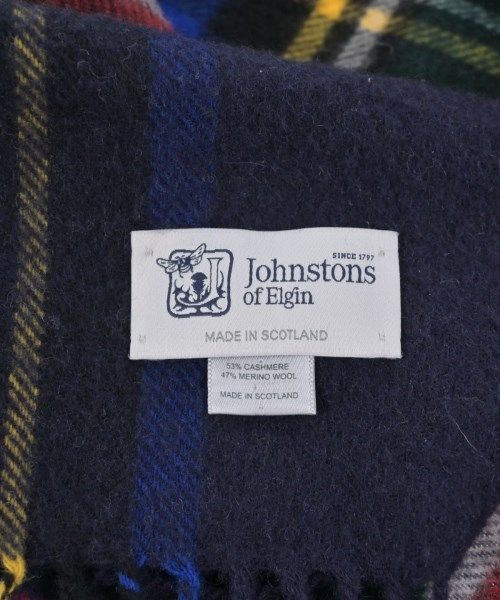 SINCE 1797
Johnstons
of Elgin
MADE IN SCOTLAND
53% CASHMERE
47% MERINO WOOL
MADE IN SCOTLAND